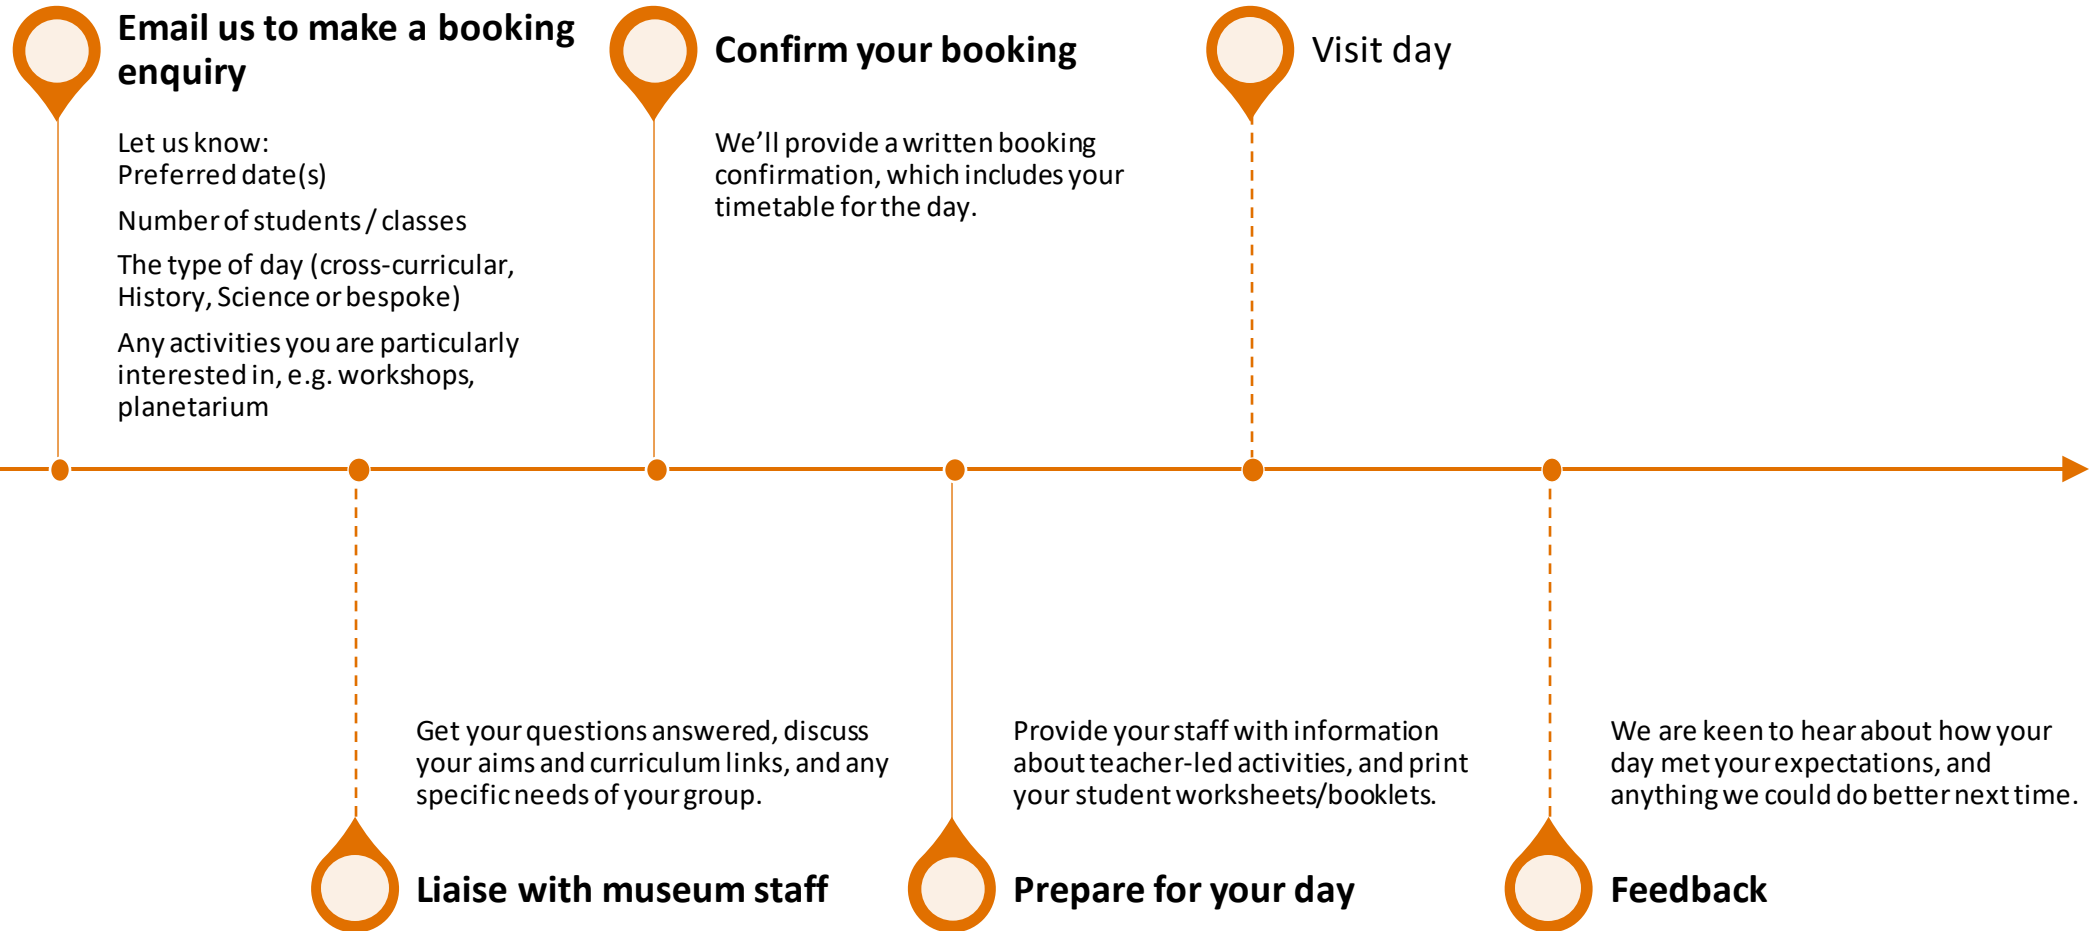 Email us to make a booking
enquiry
Let us know:
Preferred date(s)
Number of students / classes
The type of day (cross-curricular,
History, Science or bespoke)
Any activities you are particularly
interested in, e.g. workshops,
planetarium
Get your questions answered, discuss
your aims and curriculum links, and any
specific needs of your group.
Liaise with museum staff
Confirm your booking
We’ll provide a written booking
confirmation, which includes your
timetable for the day.
Provide your staff with information
about teacher-led activities, and print
your student worksheets/booklets.
Prepare for your day
Visit day
We are keen to hear about how your
day met your expectations, and
anything we could do better next time.
Feedback